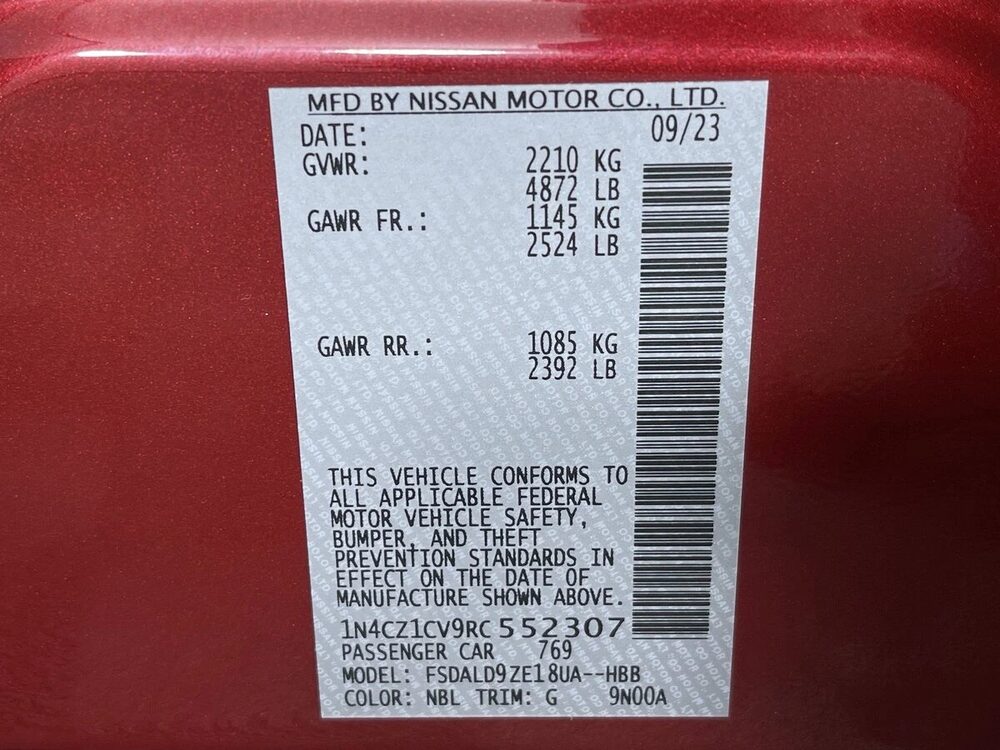 MFD BY NISSAN MOTOR CO., LTD.
DATE: 09/23
GVWR: 2210 KG
4872 LB
GAWR FR.: 1145 KG
2524 LB
GAWR RR.: 1085 KG
2392 LB
THIS VEHICLE CONFORMS TO
ALL APPLICABLE FEDERAL
MOTOR VEHICLE SAFETY,
BUMPER, AND THEFT
PREVENTION STANDARDS IN
EFFECT ON THE DATE OF
MANUFACTURE SHOWN ABOVE.
1N4CZ1CV9RC552307
PASSENGER CAR 769
MODEL: FSDALD9ZE18UA--HBB
COLOR: NBL TRIM: G 9N00A